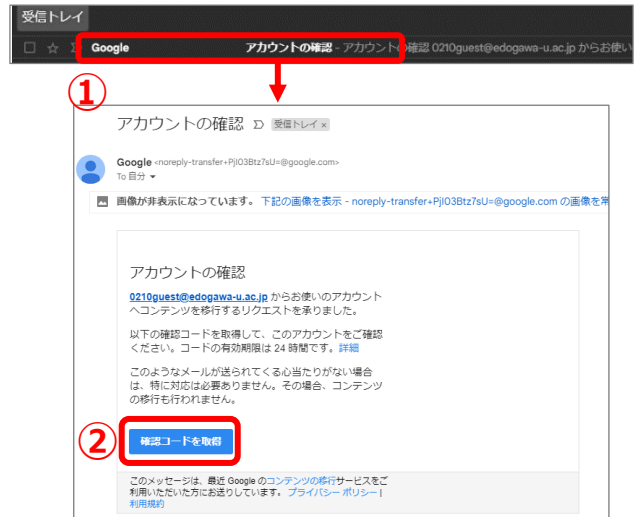 受信トレイ
Google アカウントの確認 - アカウントの確認 0210guest@edogawa-u.ac.jp からお使い
①
アカウントの確認 受信トレイ ×
Google <noreply-transfer+PjI03Btz7sU=@google.com>
To 自分
画像が非表示になっています。 下記の画像を表示 - noreply-transfer+PjI03Btz7sU=@google.com の画像を常
アカウントの確認
0210guest@edogawa-u.ac.jp からお使いのアカウント
へコンテンツを移行するリクエストを承りました。
以下の確認コードを取得して、このアカウントをご確認
ください。コードの有効期限は 24 時間です。詳細
このようなメールが送られてくる心当たりがない場合
は、特に対応は必要ありません。その場合、コンテンツ
の移行も行われません。
② 確認コードを取得
このメッセージは、最近 Google のコンテンツの移行サービスをご
利用いただいた方にお送りしています。 プライバシー ポリシー |
利用規約